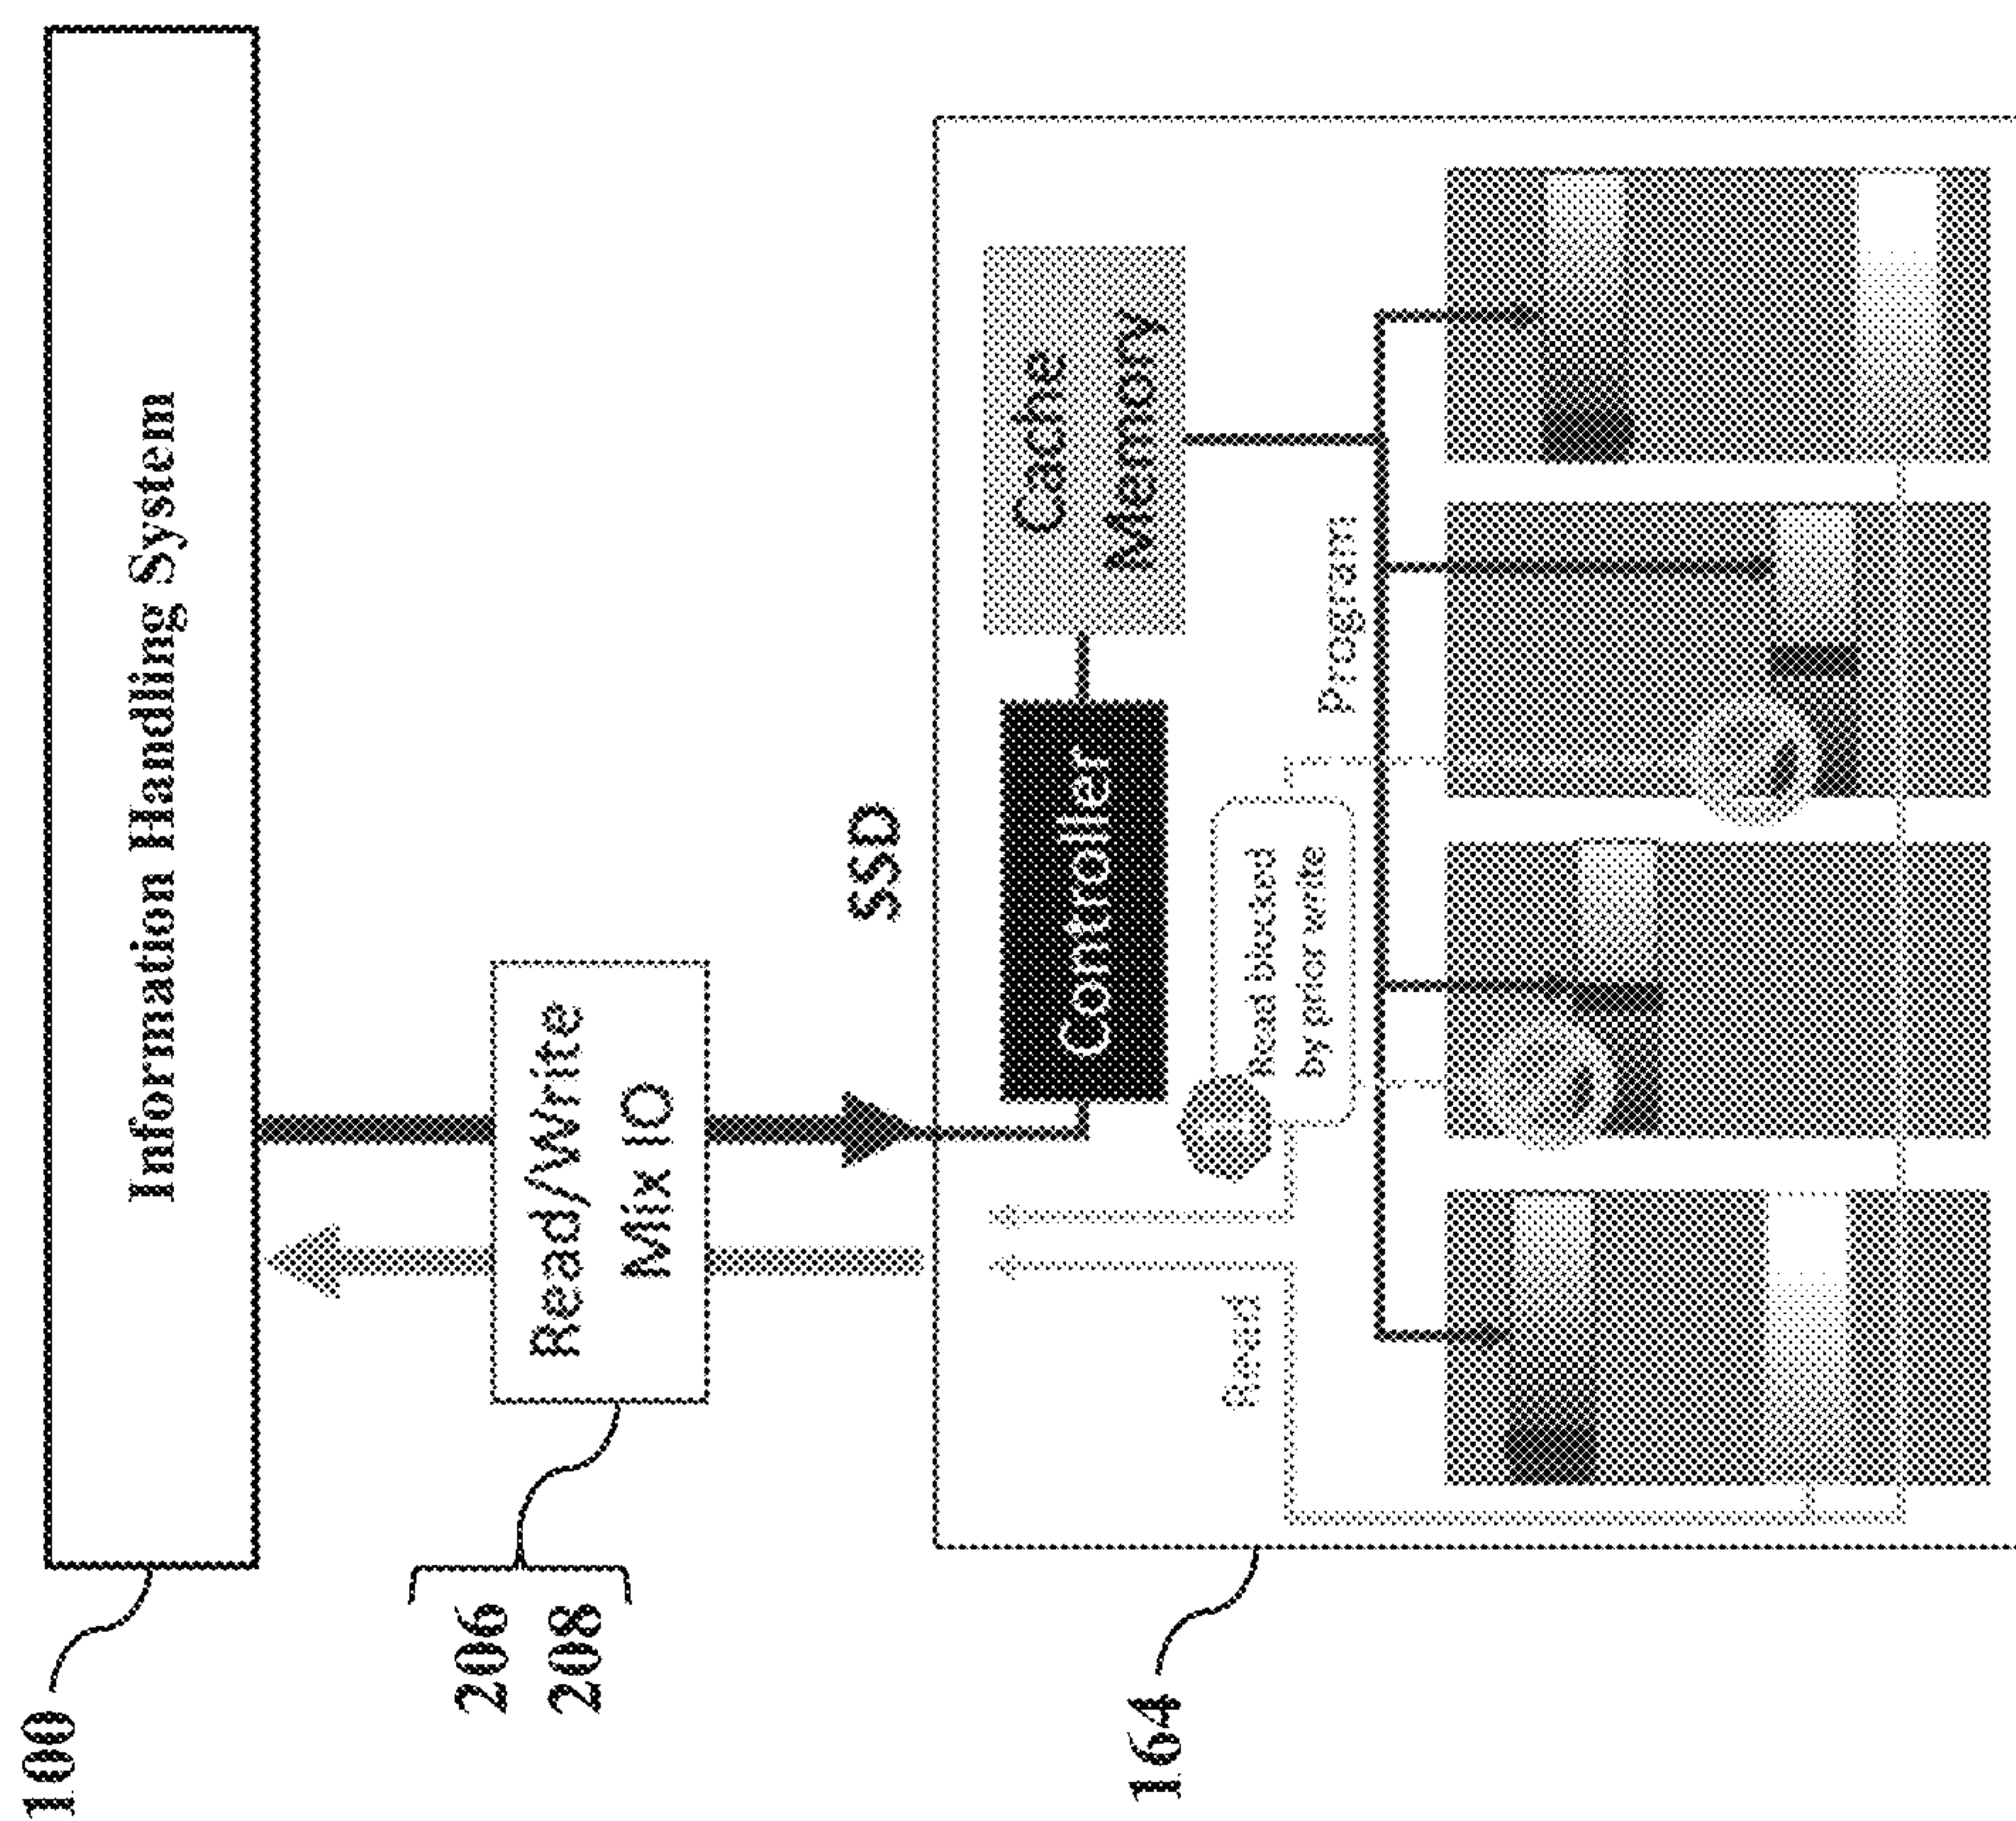 100
Information Handling System
206
208
Read/Write
Mix IO
SSD
164
Controller
Cache
Memory
Read
Read blocked
by prior write
Program